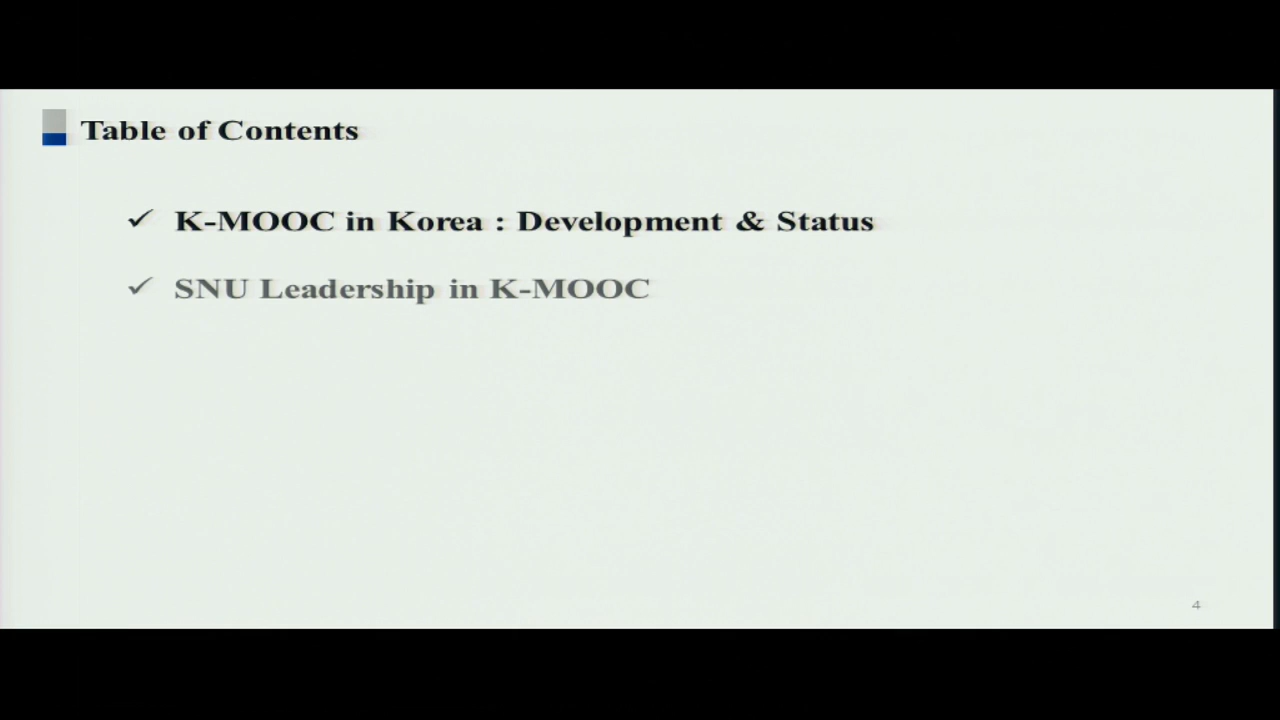 Table of Contents
✓ K-MOOC in Korea : Development & Status
✓ SNU Leadership in K-MOOC
4